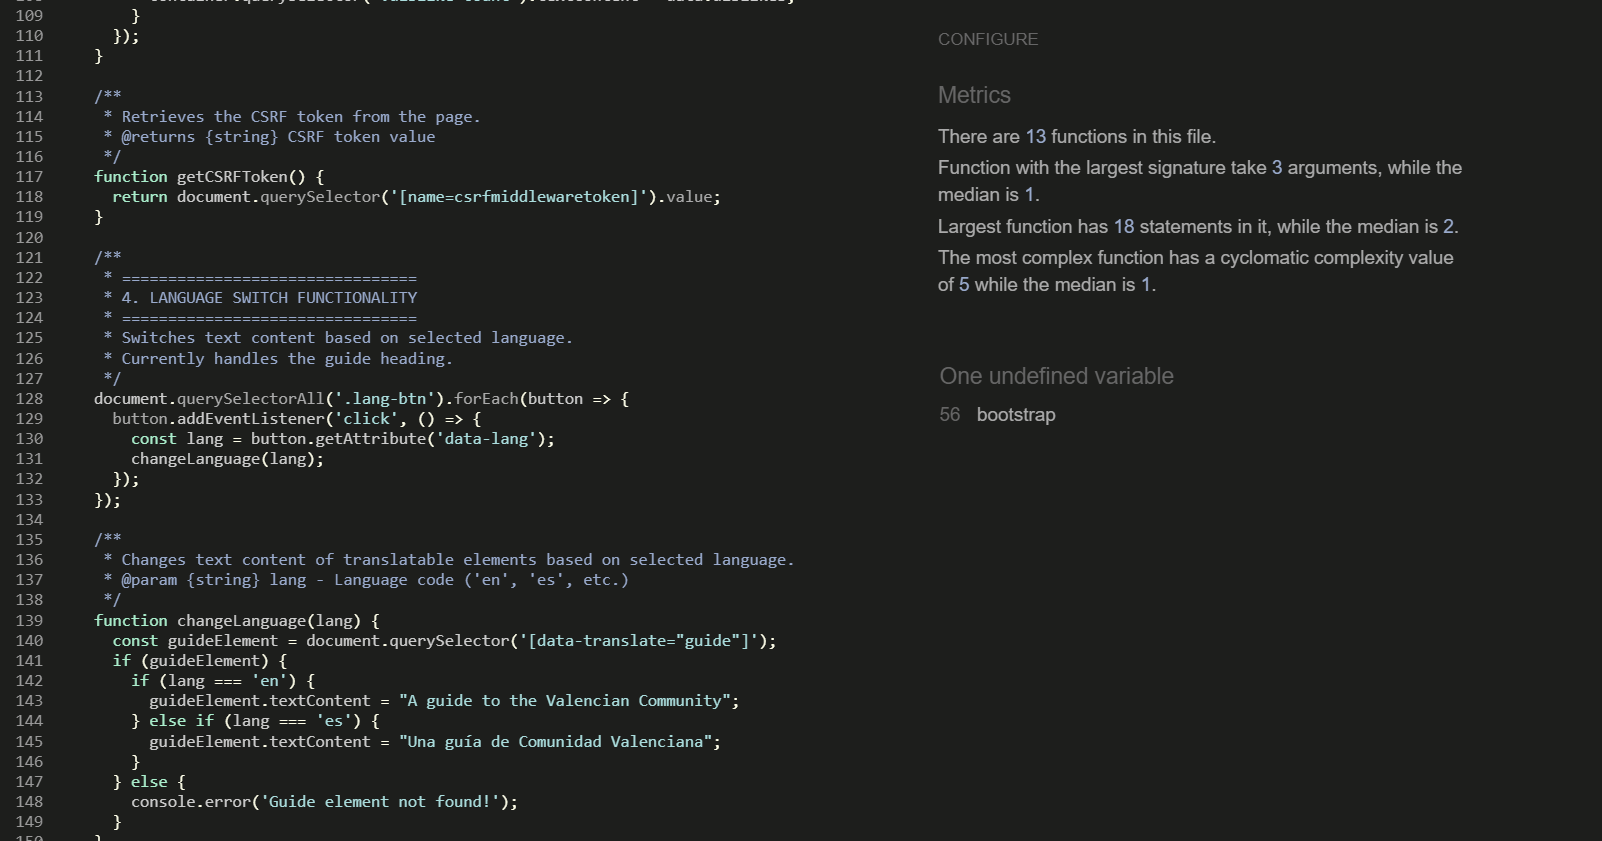 109 }
110 });
111 }
112
113 /**
114 * Retrieves the CSRF token from the page.
115 * @returns {string} CSRF token value
116 */
117 function getCSRFToken() {
118 return document.querySelector('[name=csrfmiddlewaretoken]').value;
119 }
120
121 /**
122 * ================================
123 * 4. LANGUAGE SWITCH FUNCTIONALITY
124 * ================================
125 * Switches text content based on selected language.
126 * Currently handles the guide heading.
127 */
128 document.querySelectorAll('.lang-btn').forEach(button => {
129 button.addEventListener('click', () => {
130 const lang = button.getAttribute('data-lang');
131 changeLanguage(lang);
132 });
133 });
134
135 /**
136 * Changes text content of translatable elements based on selected language.
137 * @param {string} lang - Language code ('en', 'es', etc.)
138 */
139 function changeLanguage(lang) {
140 const guideElement = document.querySelector('[data-translate="guide"]');
141 if (guideElement) {
142 if (lang === 'en') {
143 guideElement.textContent = "A guide to the Valencian Community";
144 } else if (lang === 'es') {
145 guideElement.textContent = "Una guía de Comunidad Valenciana";
146 }
147 } else {
148 console.error('Guide element not found!');
149 }
CONFIGURE
Metrics
There are 13 functions in this file.
Function with the largest signature take 3 arguments, while the
median is 1.
Largest function has 18 statements in it, while the median is 2.
The most complex function has a cyclomatic complexity value
of 5 while the median is 1.
One undefined variable
56 bootstrap